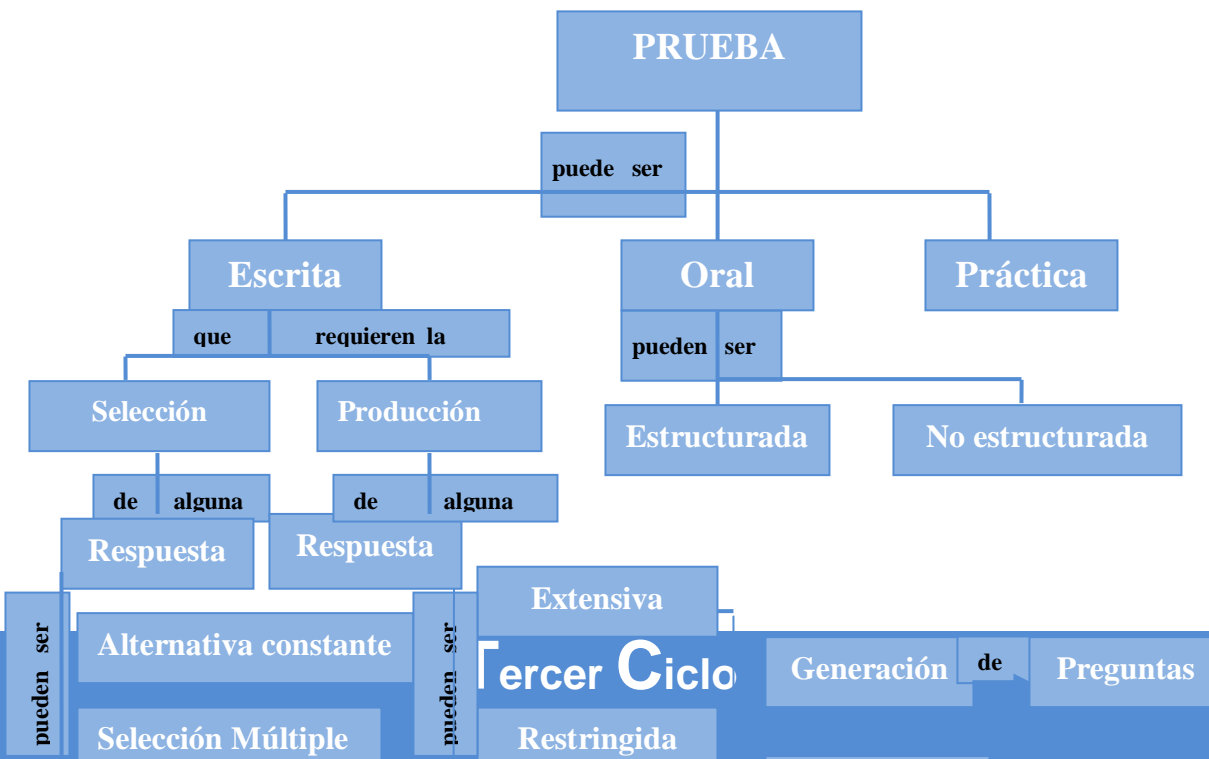 PRUEBA
puede ser
Escrita
Oral
Práctica
que requieren la
pueden ser
Selección
Producción
Estructurada
No estructurada
de alguna
de alguna
Respuesta
Respuesta
pueden ser
pueden ser
Extensiva
Alternativa constante
Tercer Ciclo
Generación
de
Preguntas
Selección Múltiple
Restringida